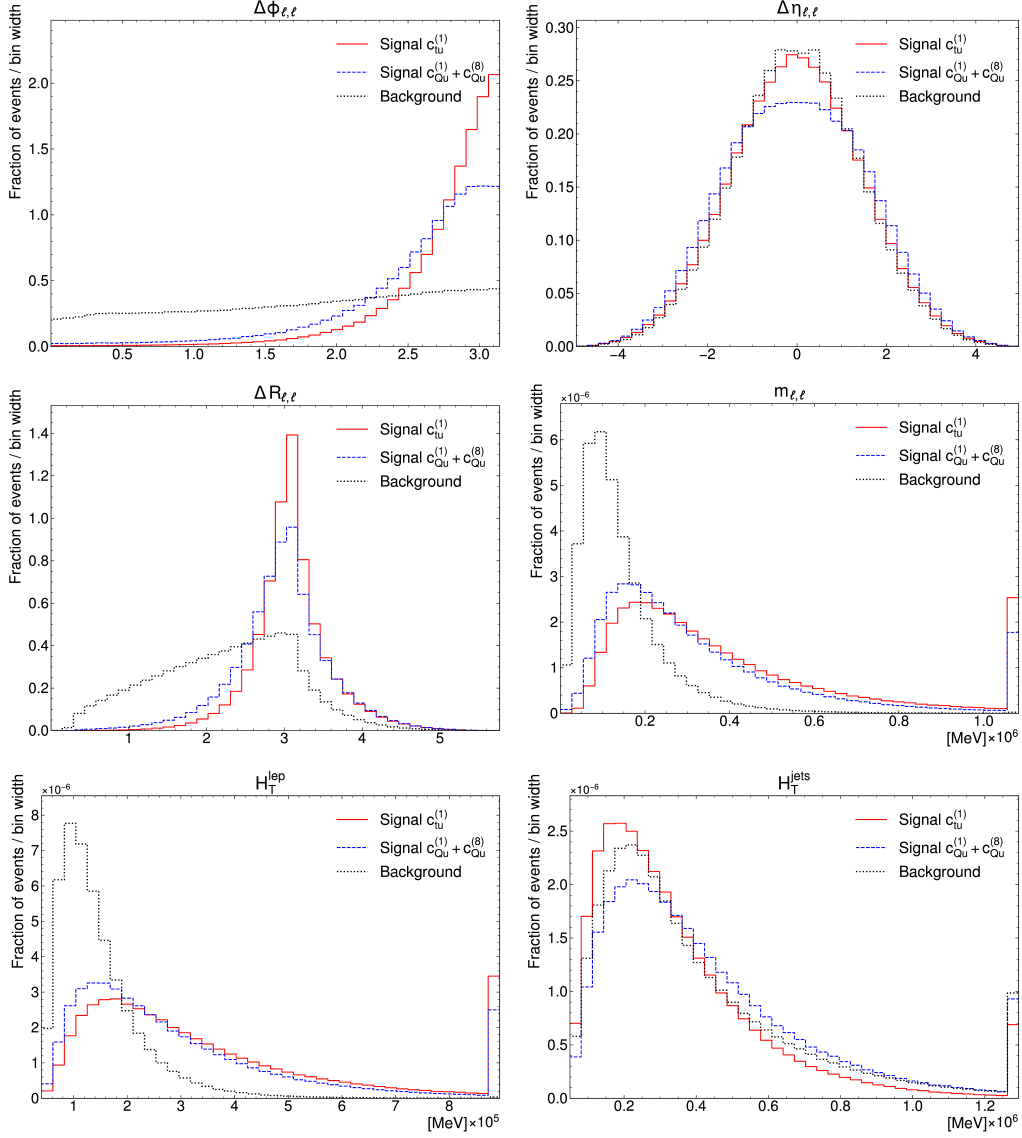 Δϕℓ,ℓ
Fraction of events / bin width
Signal c_tu^(1)
Signal c_Qu^(1) + c_Qu^(8)
Background
2.0
1.5
1.0
0.5
0.0
0.5 1.0 1.5 2.0 2.5 3.0
Δηℓ,ℓ
Fraction of events / bin width
Signal c_tu^(1)
Signal c_Qu^(1) + c_Qu^(8)
Background
0.30
0.25
0.20
0.15
0.10
0.05
0.00
−4 −2 0 2 4
ΔRℓ,ℓ
Fraction of events / bin width
Signal c_tu^(1)
Signal c_Qu^(1) + c_Qu^(8)
Background
1.4
1.2
1.0
0.8
0.6
0.4
0.2
0.0
1 2 3 4 5
mℓ,ℓ
×10⁻⁶
Fraction of events / bin width
Signal c_tu^(1)
Signal c_Qu^(1) + c_Qu^(8)
Background
6
5
4
3
2
1
0
0.2 0.4 0.6 0.8 1.0
[MeV]×10⁶
H_T^lep
×10⁻⁶
Fraction of events / bin width
Signal c_tu^(1)
Signal c_Qu^(1) + c_Qu^(8)
Background
8
7
6
5
4
3
2
1
0
1 2 3 4 5 6 7 8
[MeV]×10⁵
H_T^jets
×10⁻⁶
Fraction of events / bin width
Signal c_tu^(1)
Signal c_Qu^(1) + c_Qu^(8)
Background
2.5
2.0
1.5
1.0
0.5
0.0
0.2 0.4 0.6 0.8 1.0 1.2
[MeV]×10⁶